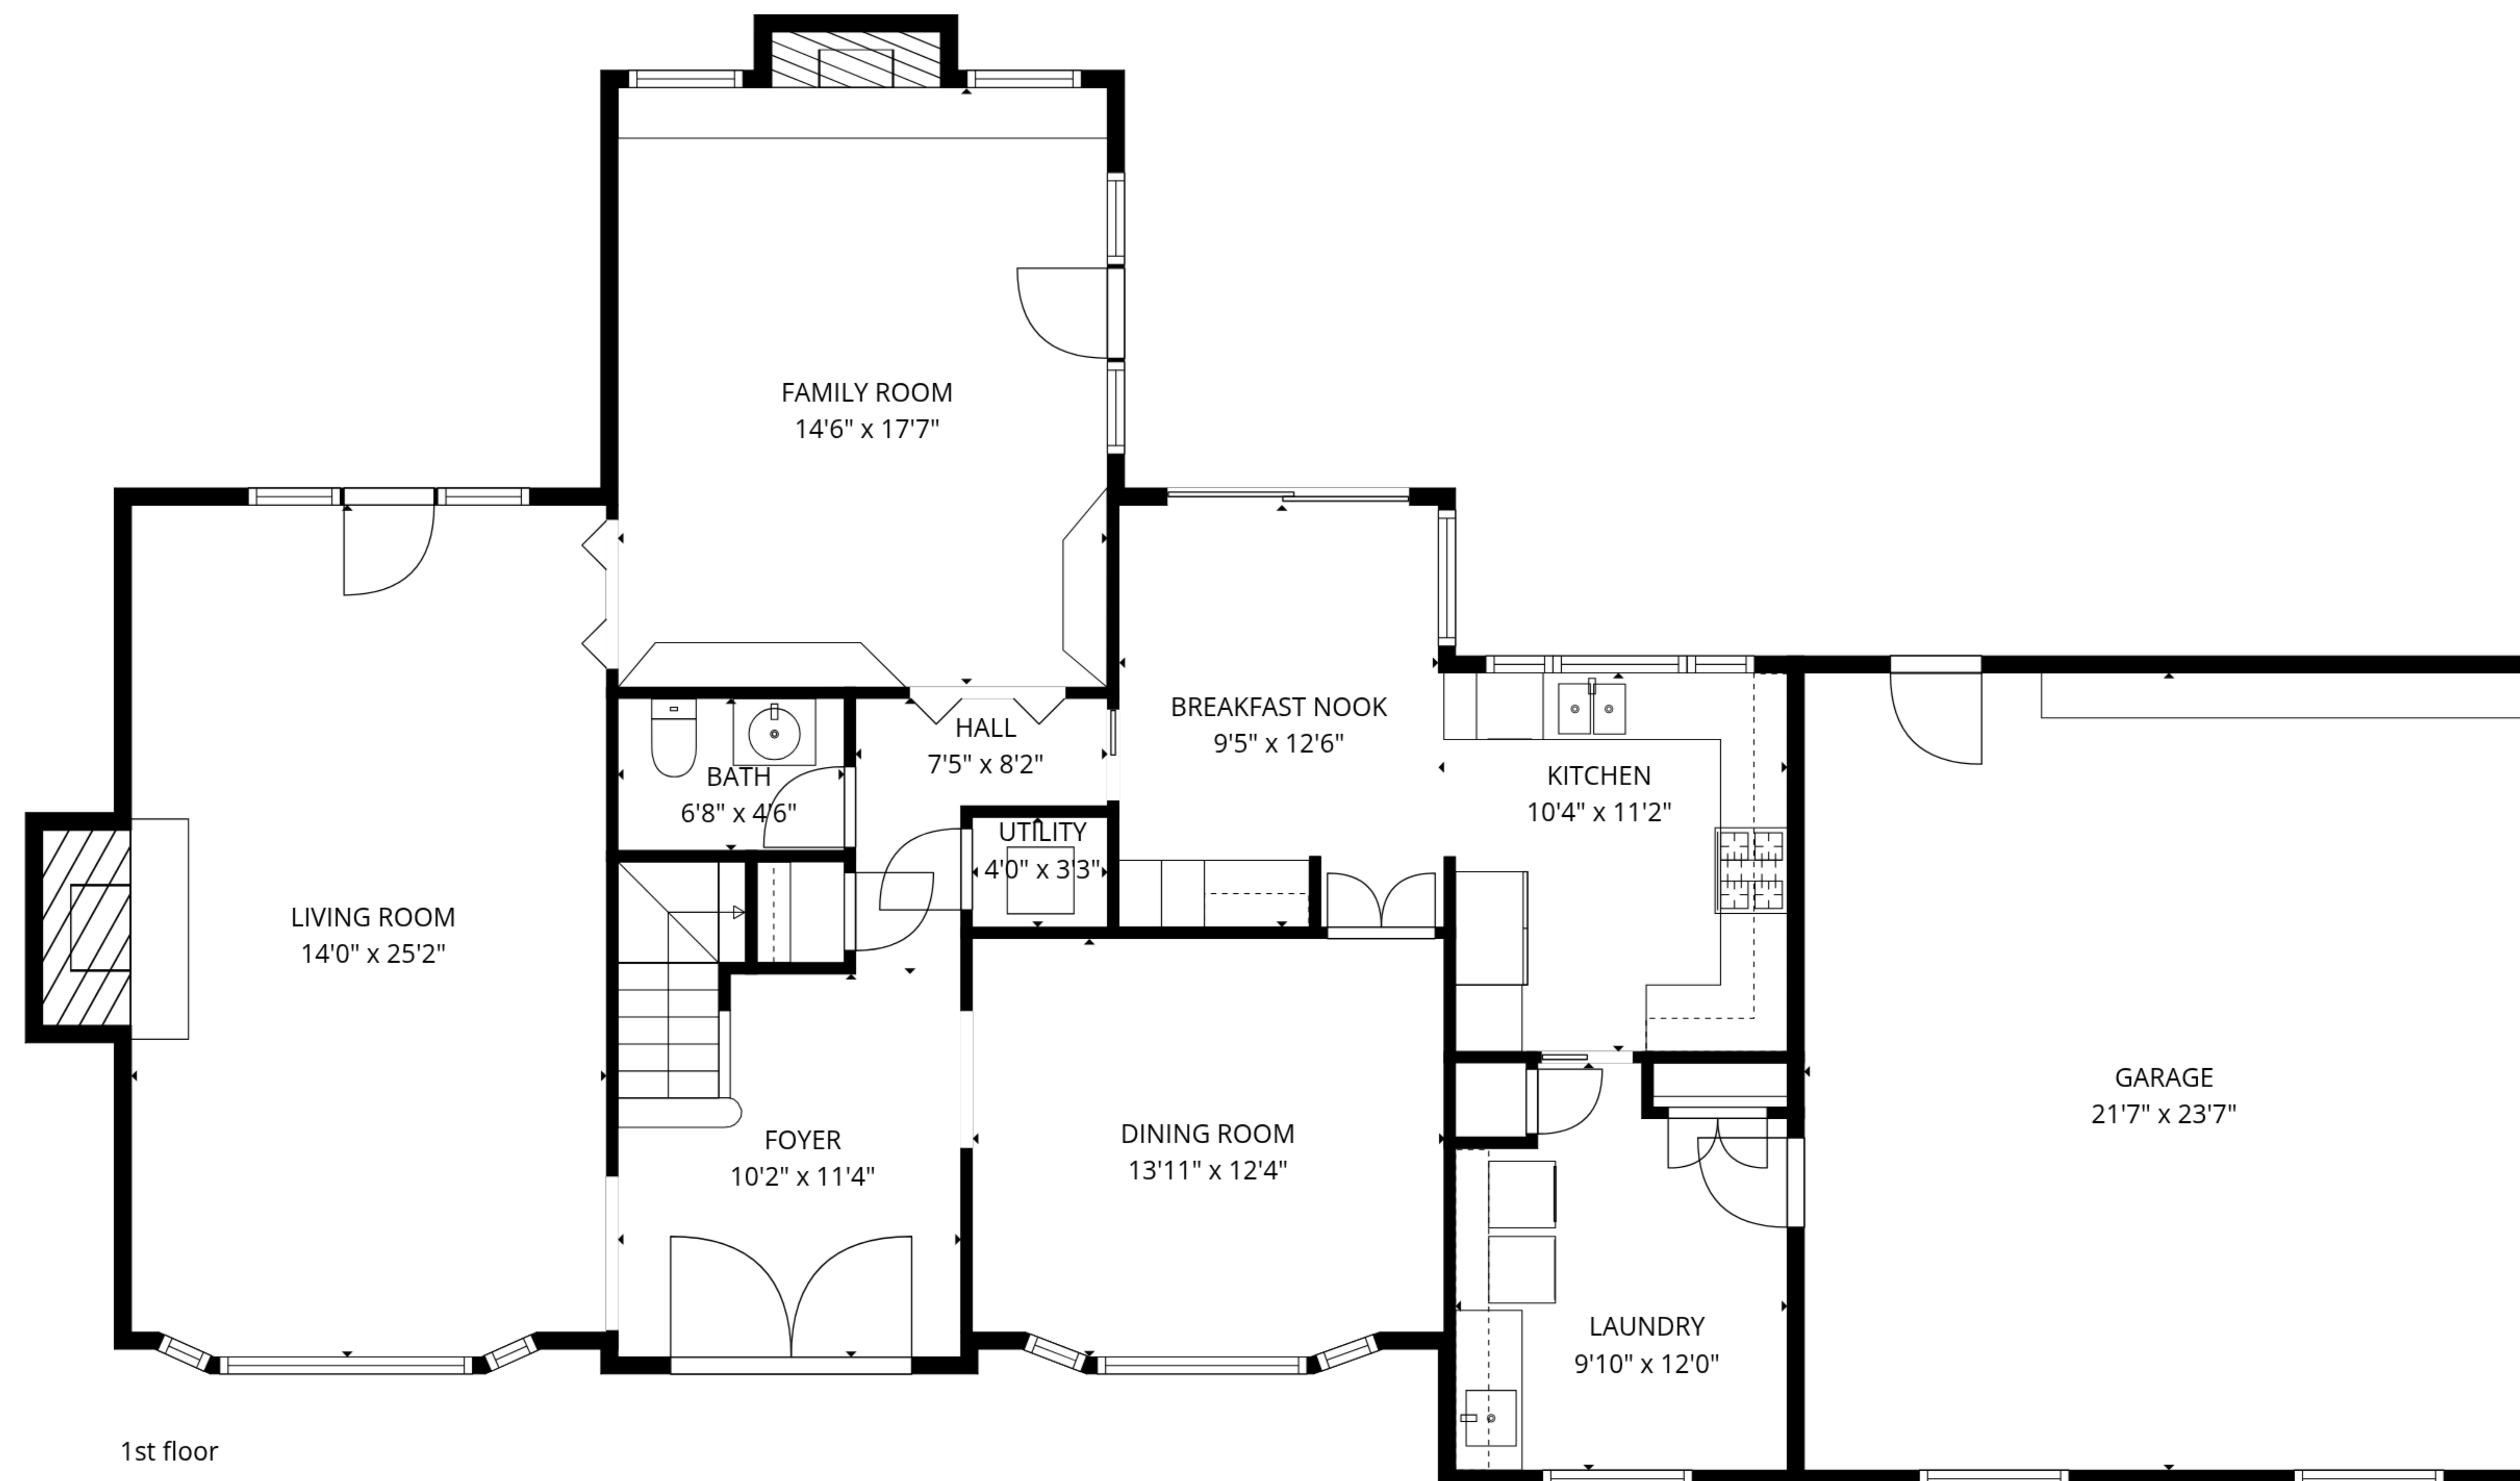 FAMILY ROOM
14'6" x 17'7"
BREAKFAST NOOK
9'5" x 12'6"
HALL
7'5" x 8'2"
BATH
6'8" x 4'6"
KITCHEN
10'4" x 11'2"
UTILITY
4'0" x 3'3"
LIVING ROOM
14'0" x 25'2"
GARAGE
21'7" x 23'7"
FOYER
10'2" x 11'4"
DINING ROOM
13'11" x 12'4"
LAUNDRY
9'10" x 12'0"
1st floor